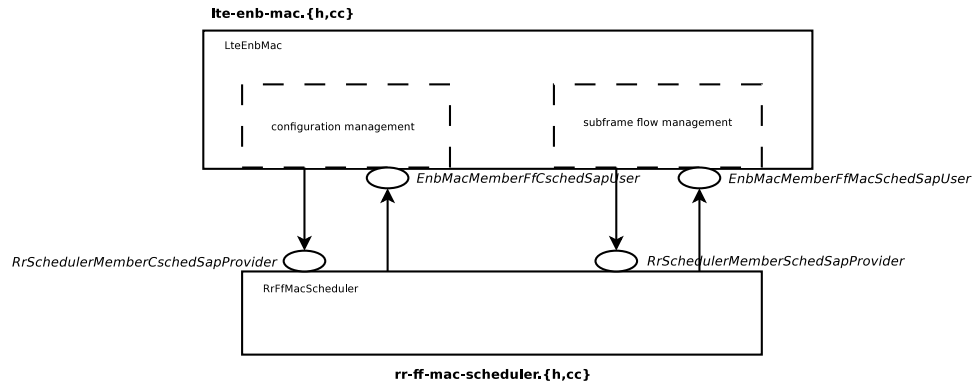 lte-enb-mac.{h,cc}
LteEnbMac
configuration management
subframe flow management
EnbMacMemberFfCschedSapUser
EnbMacMemberFfMacSchedSapUser
RrSchedulerMemberCschedSapProvider
RrSchedulerMemberSchedSapProvider
RrFfMacScheduler
rr-ff-mac-scheduler.{h,cc}